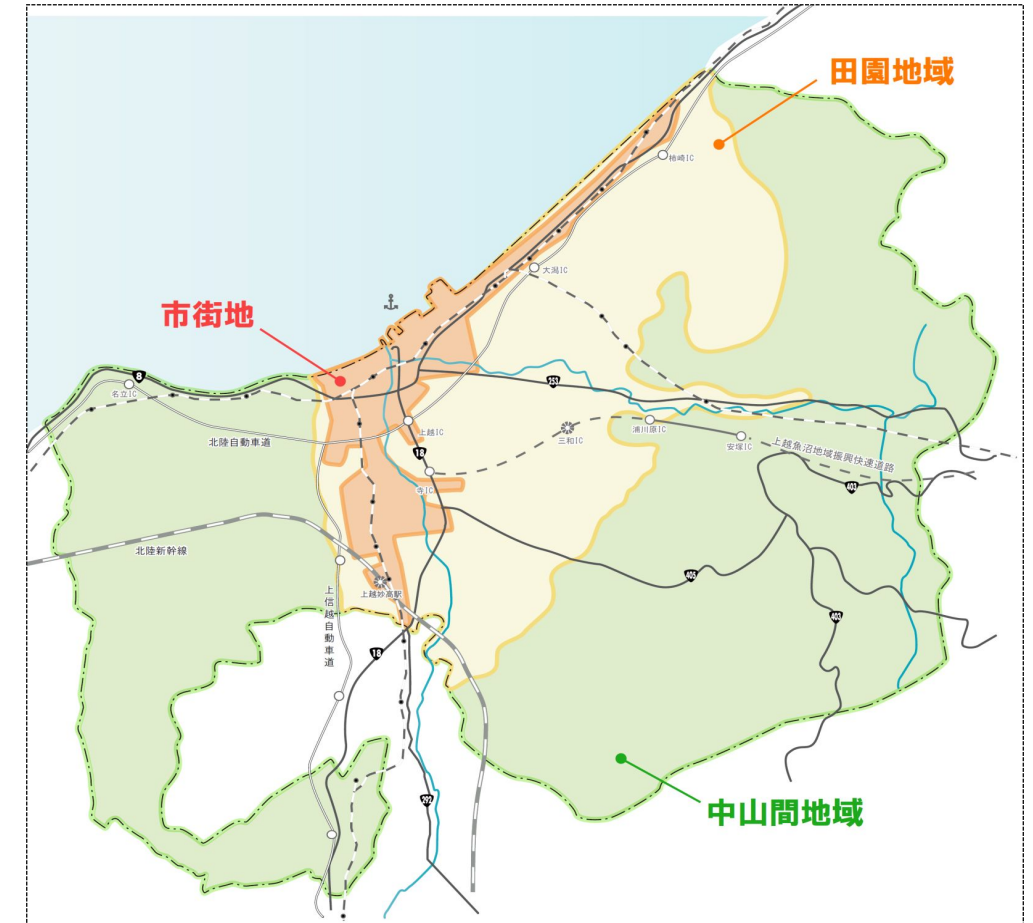 田園地域
柿崎IC
大潟IC
市街地
8
名立IC
253
北陸自動車道
上越IC
三和IC
浦川原IC
安塚IC
上越魚沼地域振興快速道路
18
寺IC
403
北陸新幹線
405
上越妙高駅
上信越自動車道
403
18
中山間地域
292